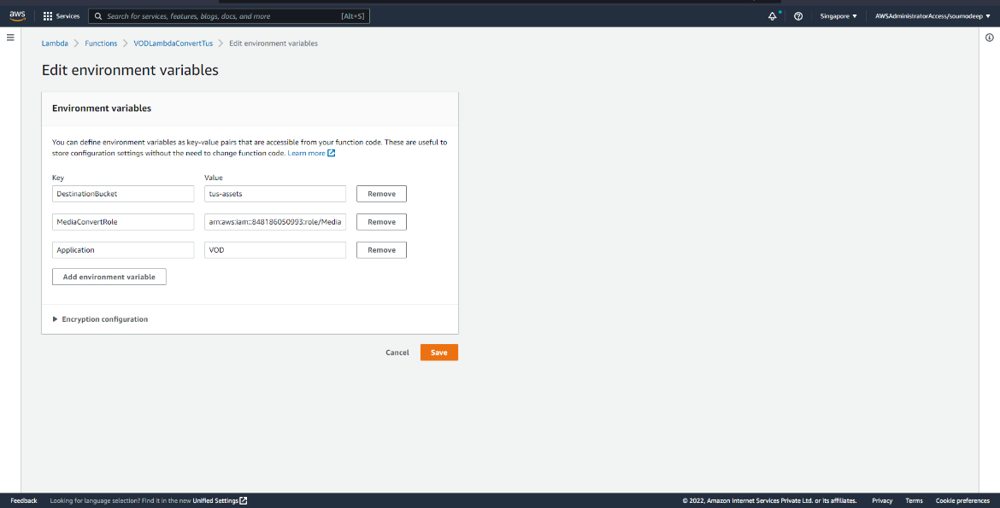 aws
Services
Search for services, features, blogs, docs, and more
[Alt+S]
Singapore
AWSAdministratorAccess/soumodeep
Lambda
Functions
VODLambdaConvertTus
Edit environment variables
Edit environment variables
Environment variables
You can define environment variables as key-value pairs that are accessible from your function code. These are useful to
store configuration settings without the need to change function code. Learn more
Key
Value
DestinationBucket
tus-assets
Remove
MediaConvertRole
arn:aws:iam::848186050993:role/Media
Remove
Application
VOD
Remove
Add environment variable
Encryption configuration
Cancel
Save
Feedback
Looking for language selection? Find it in the new Unified Settings
© 2022, Amazon Internet Services Private Ltd. or its affiliates.
Privacy
Terms
Cookie preferences